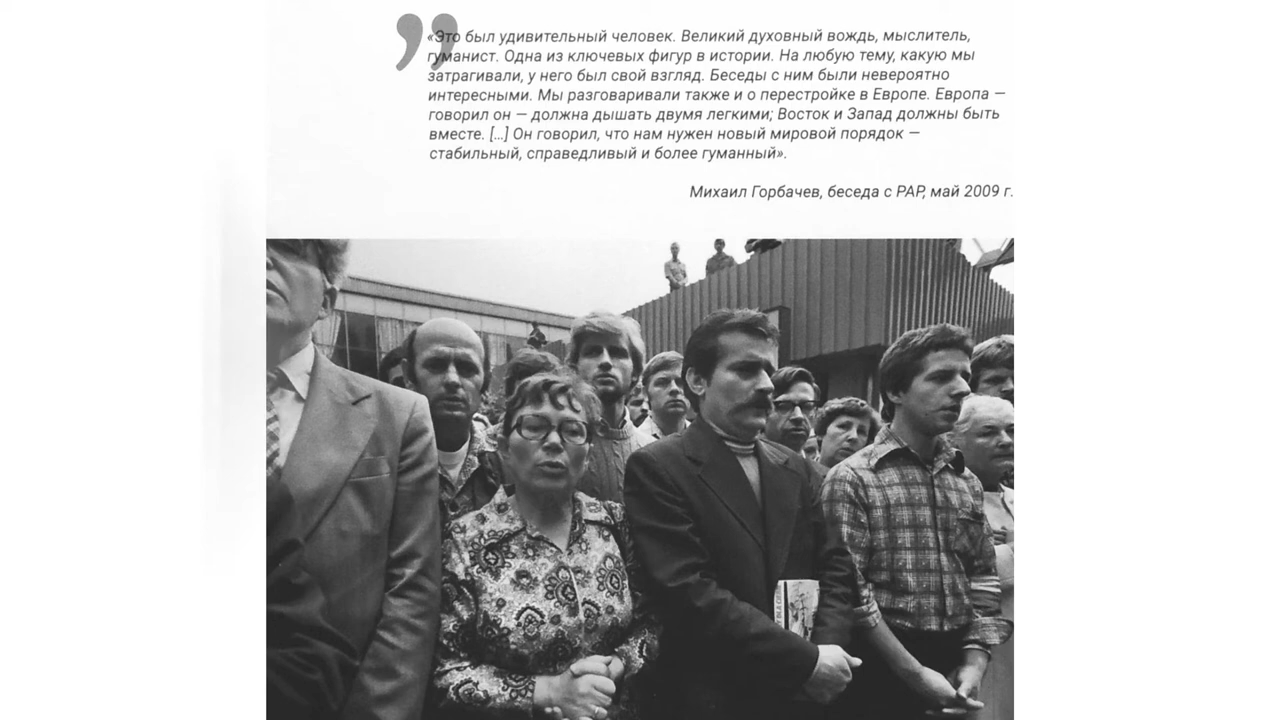 «Это был удивительный человек. Великий духовный вождь, мыслитель,
гуманист. Одна из ключевых фигур в истории. На любую тему, какую мы
затрагивали, у него был свой взгляд. Беседы с ним были невероятно
интересными. Мы разговаривали также и о перестройке в Европе. Европа —
говорил он — должна дышать двумя легкими; Восток и Запад должны быть
вместе. [...] Он говорил, что нам нужен новый мировой порядок —
стабильный, справедливый и более гуманный».
Михаил Горбачев, беседа с PAP, май 2009 г.